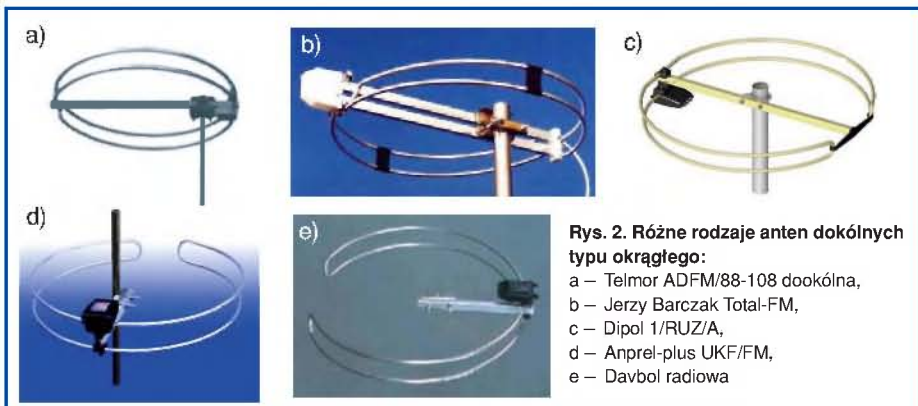 a)
b)
c)
d)
e)
Rys. 2. Różne rodzaje anten dokólnych
typu okrągłego:
a – Telmor ADFM/88-108 dookólna,
b – Jerzy Barczak Total-FM,
c – Dipol 1/RUZ/A,
d – Anprel-plus UKF/FM,
e – Davbol radiowa